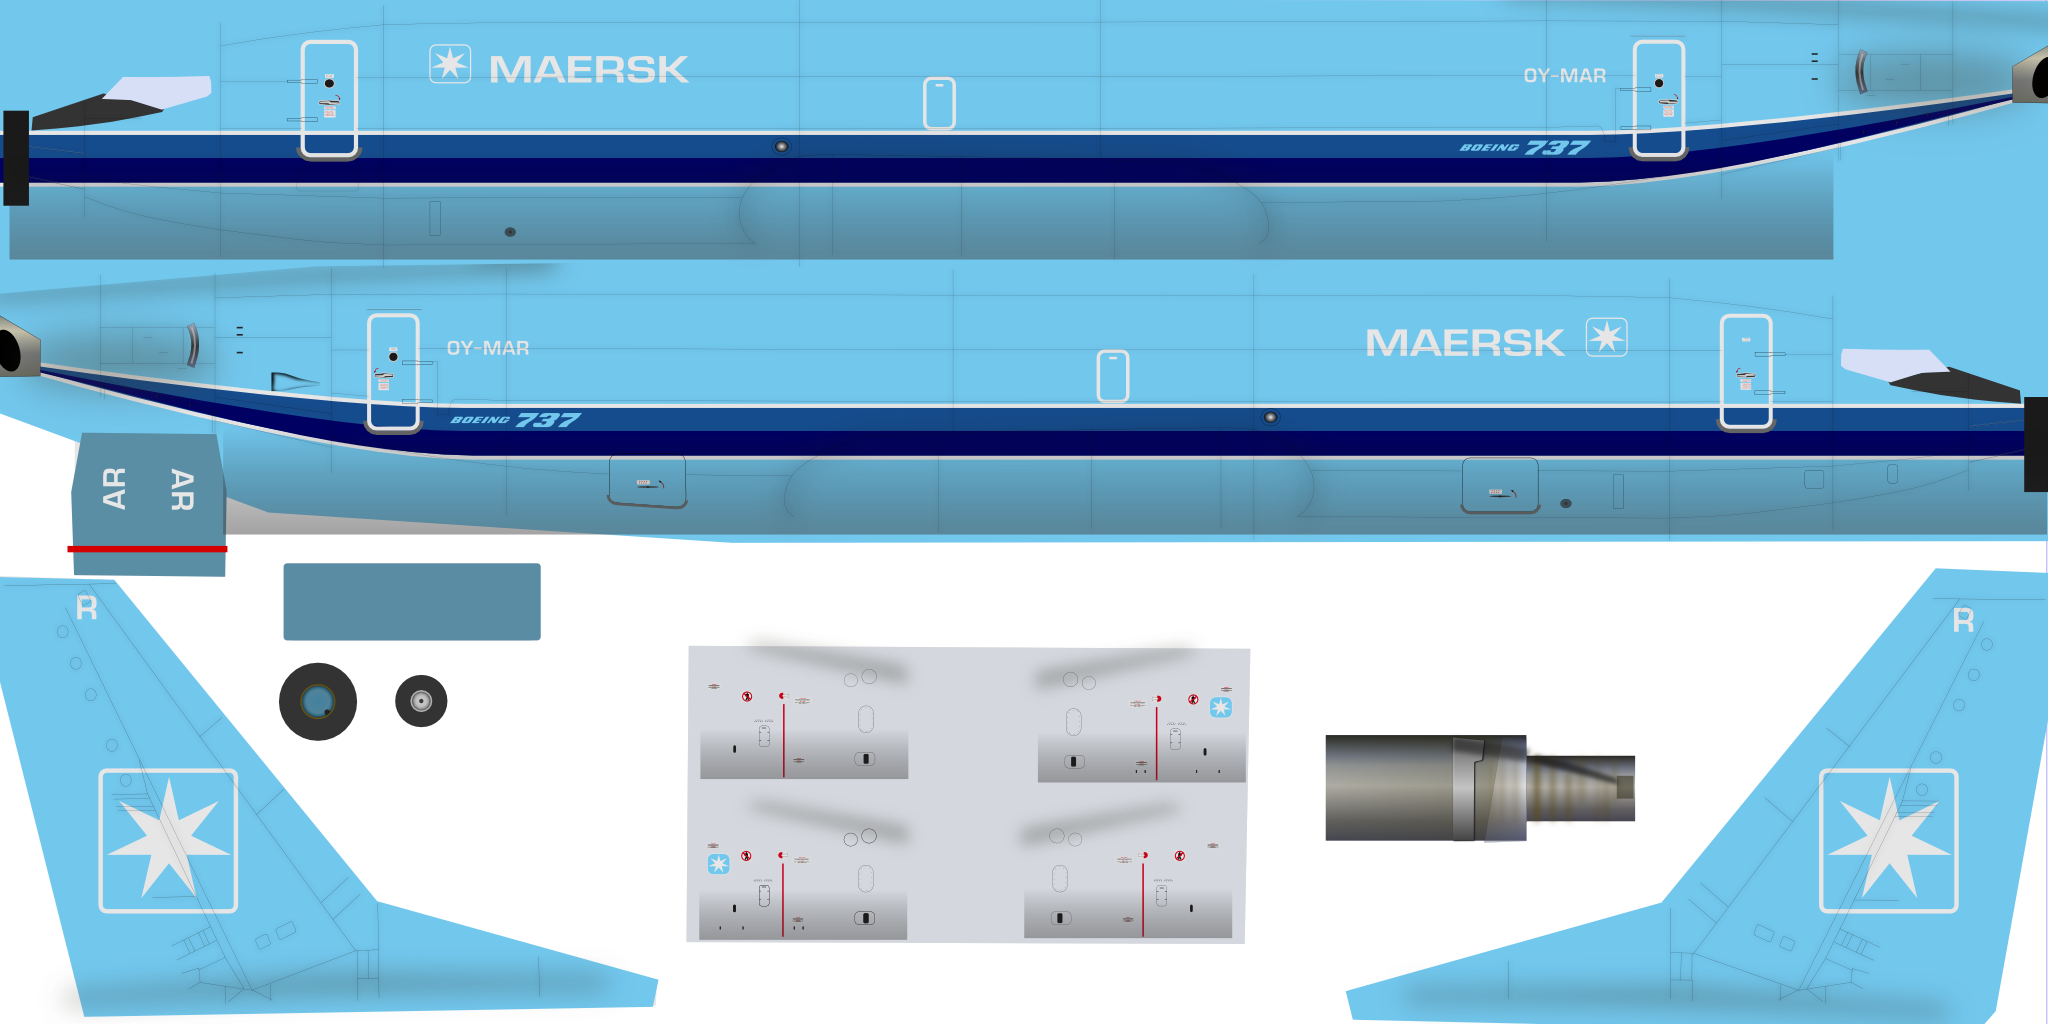 MAERSK
OY-MAR
BOEING 737
OY-MAR
MAERSK
BOEING 737
AR
AR
R
R